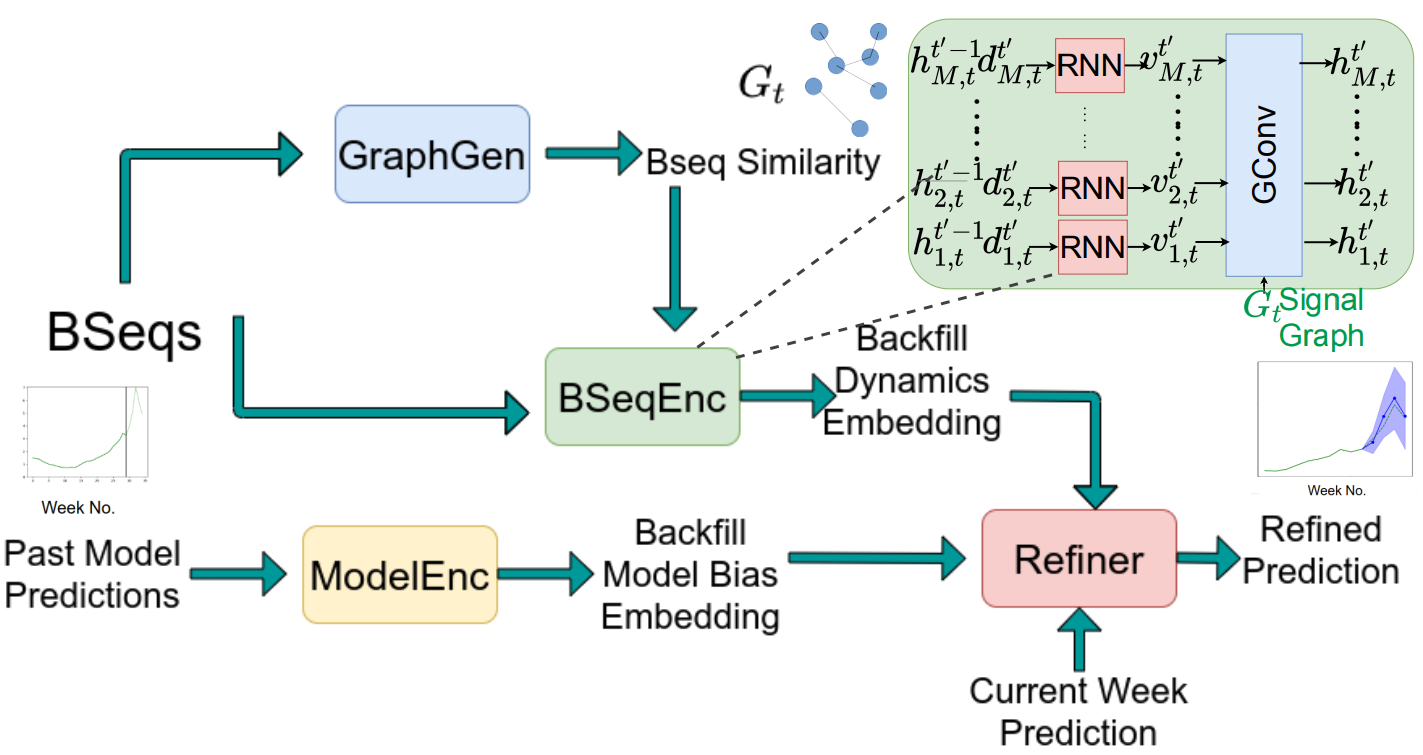 G_t
GraphGen
Bseq Similarity
h_{M,t}^{t'-1} d_{M,t}^{t'} RNN v_{M,t}^{t'} h_{M,t}^{t'}
h_{2,t}^{t'-1} d_{2,t}^{t'} RNN v_{2,t}^{t'} h_{2,t}^{t'}
h_{1,t}^{t'-1} d_{1,t}^{t'} RNN v_{1,t}^{t'} h_{1,t}^{t'}
GConv
G_t Signal
Graph
BSeqs
BSeqEnc
Backfill
Dynamics
Embedding
Week No.
Week No.
Past Model
Predictions
ModelEnc
Backfill
Model Bias
Embedding
Refiner
Refined
Prediction
Current Week
Prediction